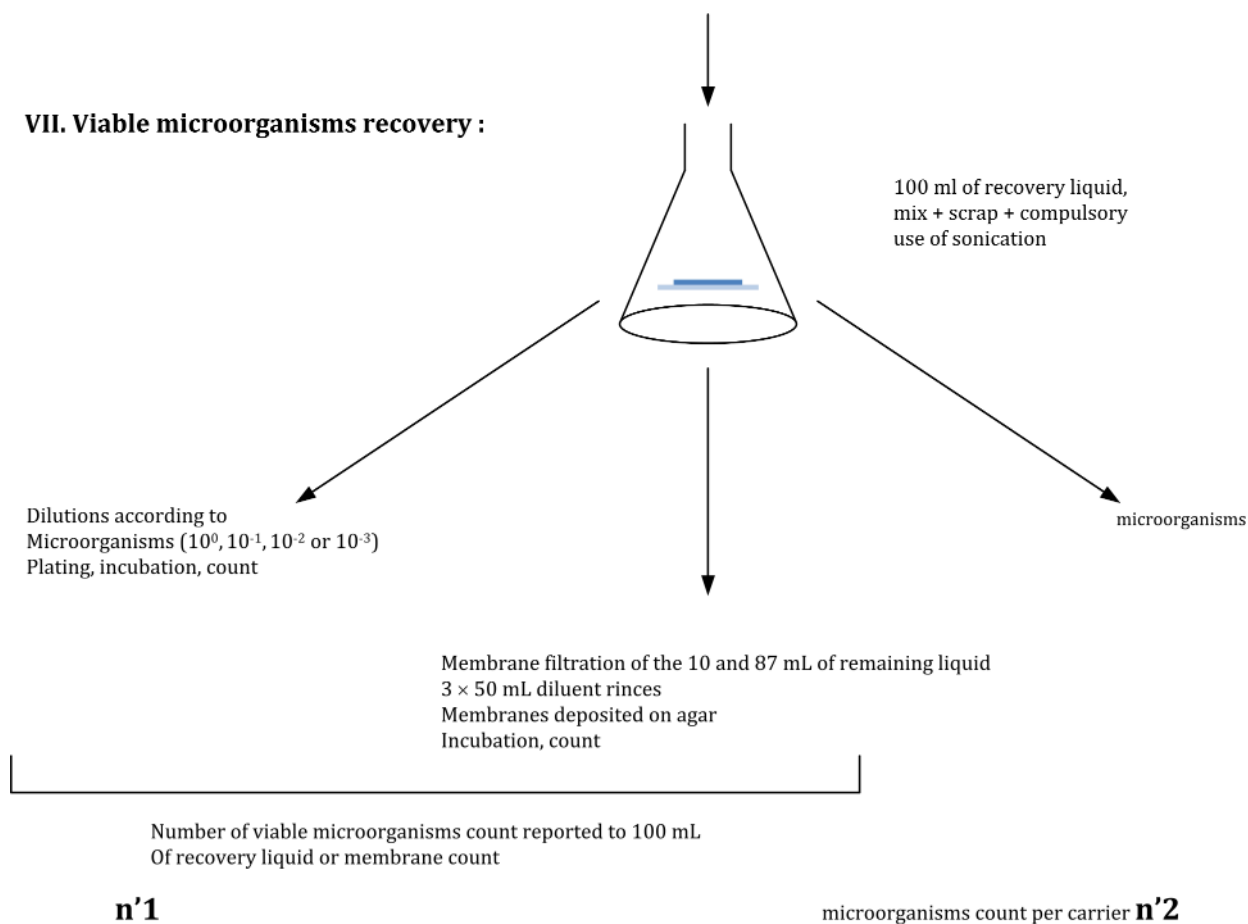 VII. Viable microorganisms recovery :
100 ml of recovery liquid,
mix + scrap + compulsory
use of sonication
Dilutions according to
Microorganisms (10⁰, 10⁻¹, 10⁻² or 10⁻³)
Plating, incubation, count
microorganisms
Membrane filtration of the 10 and 87 mL of remaining liquid
3 × 50 mL diluent rinces
Membranes deposited on agar
Incubation, count
Number of viable microorganisms count reported to 100 mL
Of recovery liquid or membrane count
n'1
microorganisms count per carrier n'2